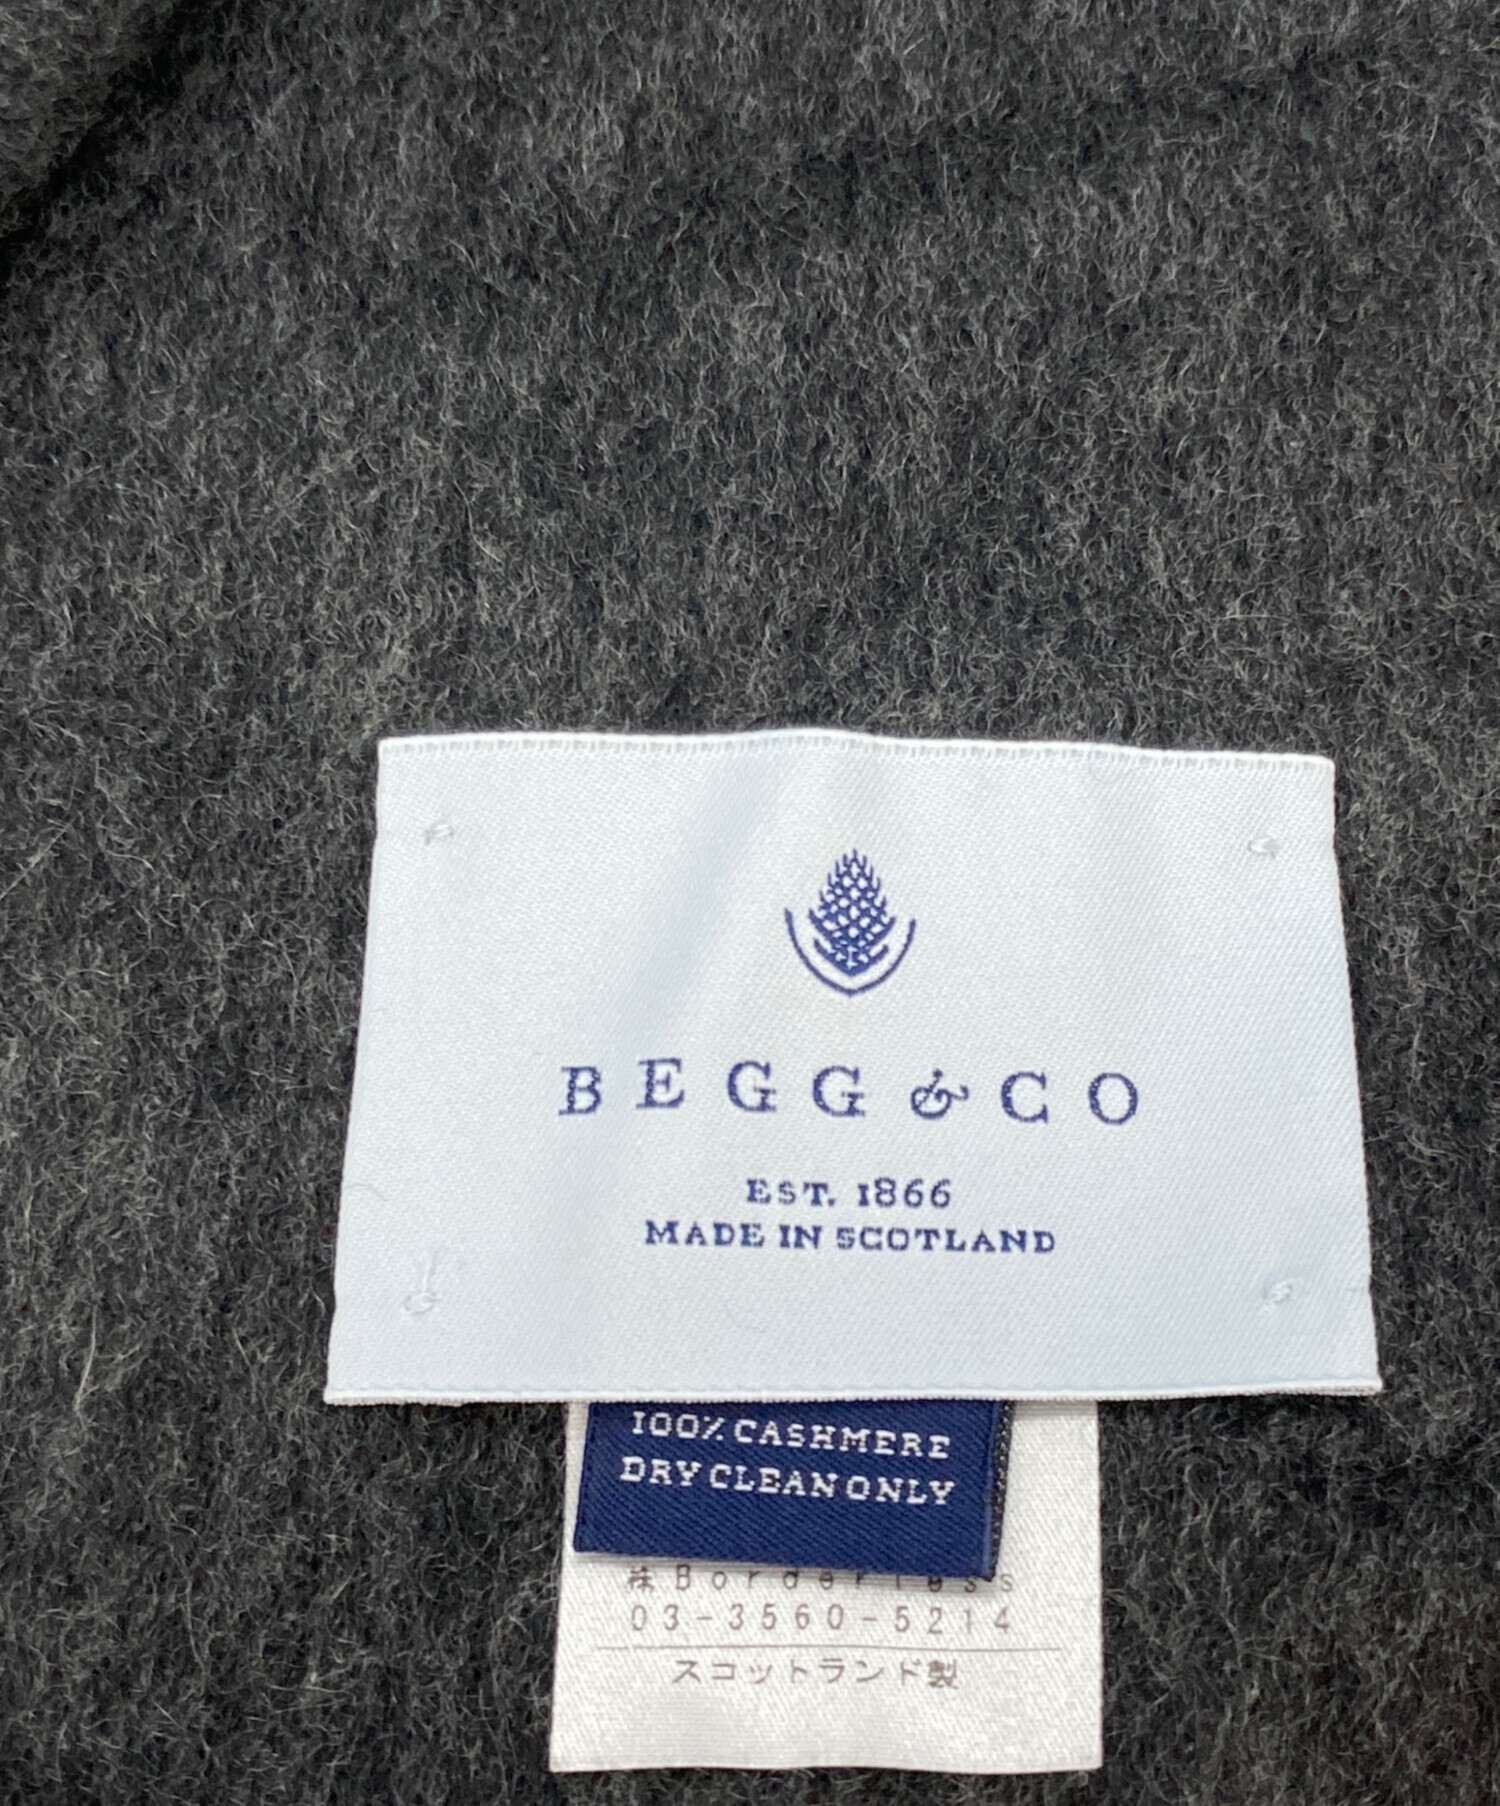 BEGG & CO
EST. 1866
MADE IN SCOTLAND
100% CASHMERE
DRY CLEAN ONLY
㈱Borderless
03-3560-5214
スコットランド製